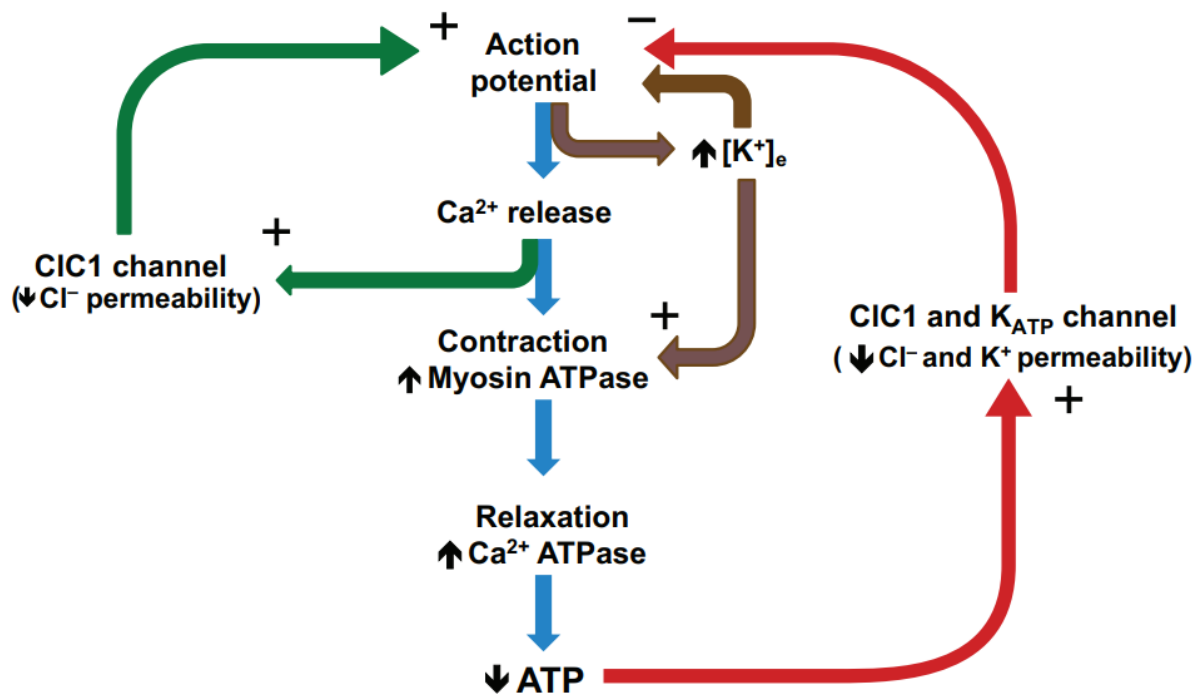 +
−
Action
potential
↑ [K⁺]ₑ
Ca²⁺ release
+
ClC1 channel
(↓Cl⁻ permeability)
+
Contraction
↑ Myosin ATPase
ClC1 and K_ATP channel
(↓Cl⁻ and K⁺ permeability)
+
Relaxation
↑ Ca²⁺ ATPase
↓ ATP